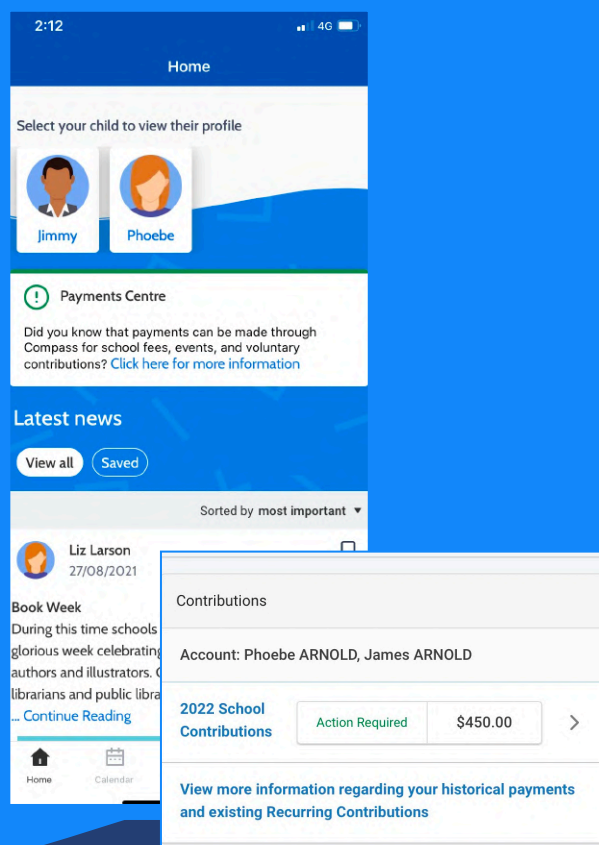 2:12
4G
Home
Select your child to view their profile
Jimmy
Phoebe
Payments Centre
Did you know that payments can be made through
Compass for school fees, events, and voluntary
contributions? Click here for more information
Latest news
View all
Saved
Sorted by most important
Liz Larson
27/08/2021
Book Week
During this time schools
glorious week celebrating
authors and illustrators.
librarians and public libra
... Continue Reading
Home
Calendar
Contributions
Account: Phoebe ARNOLD, James ARNOLD
2022 School
Contributions
Action Required
$450.00
View more information regarding your historical payments
and existing Recurring Contributions